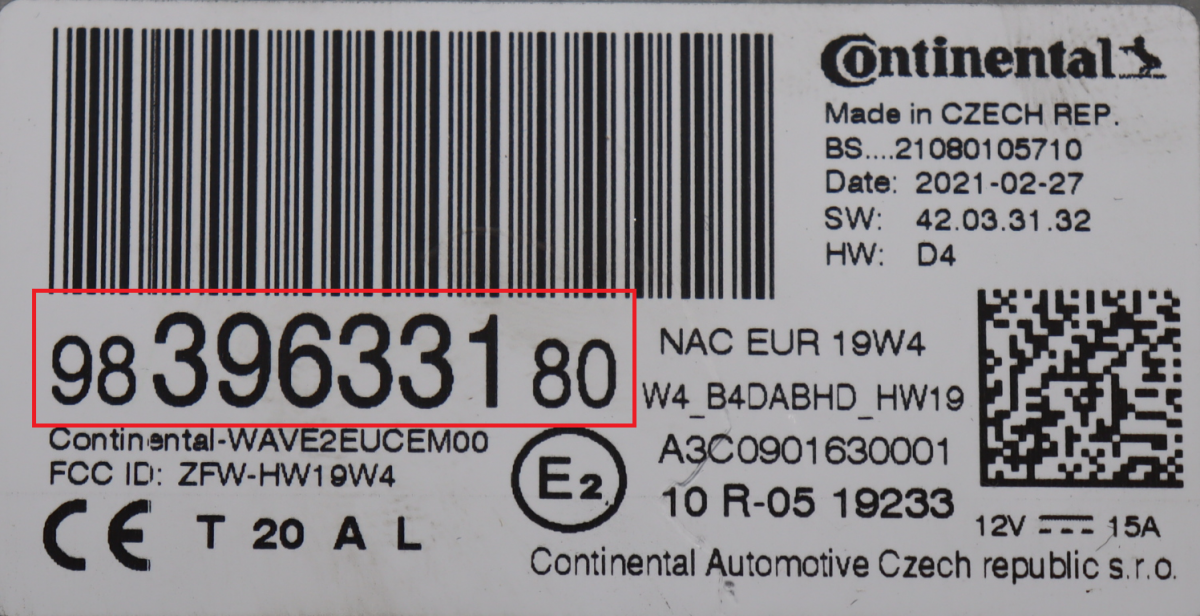 Continental
Made in CZECH REP.
BS....21080105710
Date: 2021-02-27
SW: 42.03.31.32
HW: D4
98 396331 80
NAC EUR 19W4
W4_B4DABHD_HW19
Continental-WAVE2EUCEM00
A3C0901630001
FCC ID: ZFW-HW19W4
E2
10 R-05 19233
CE T 20 A L
12V 15A
Continental Automotive Czech republic s.r.o.